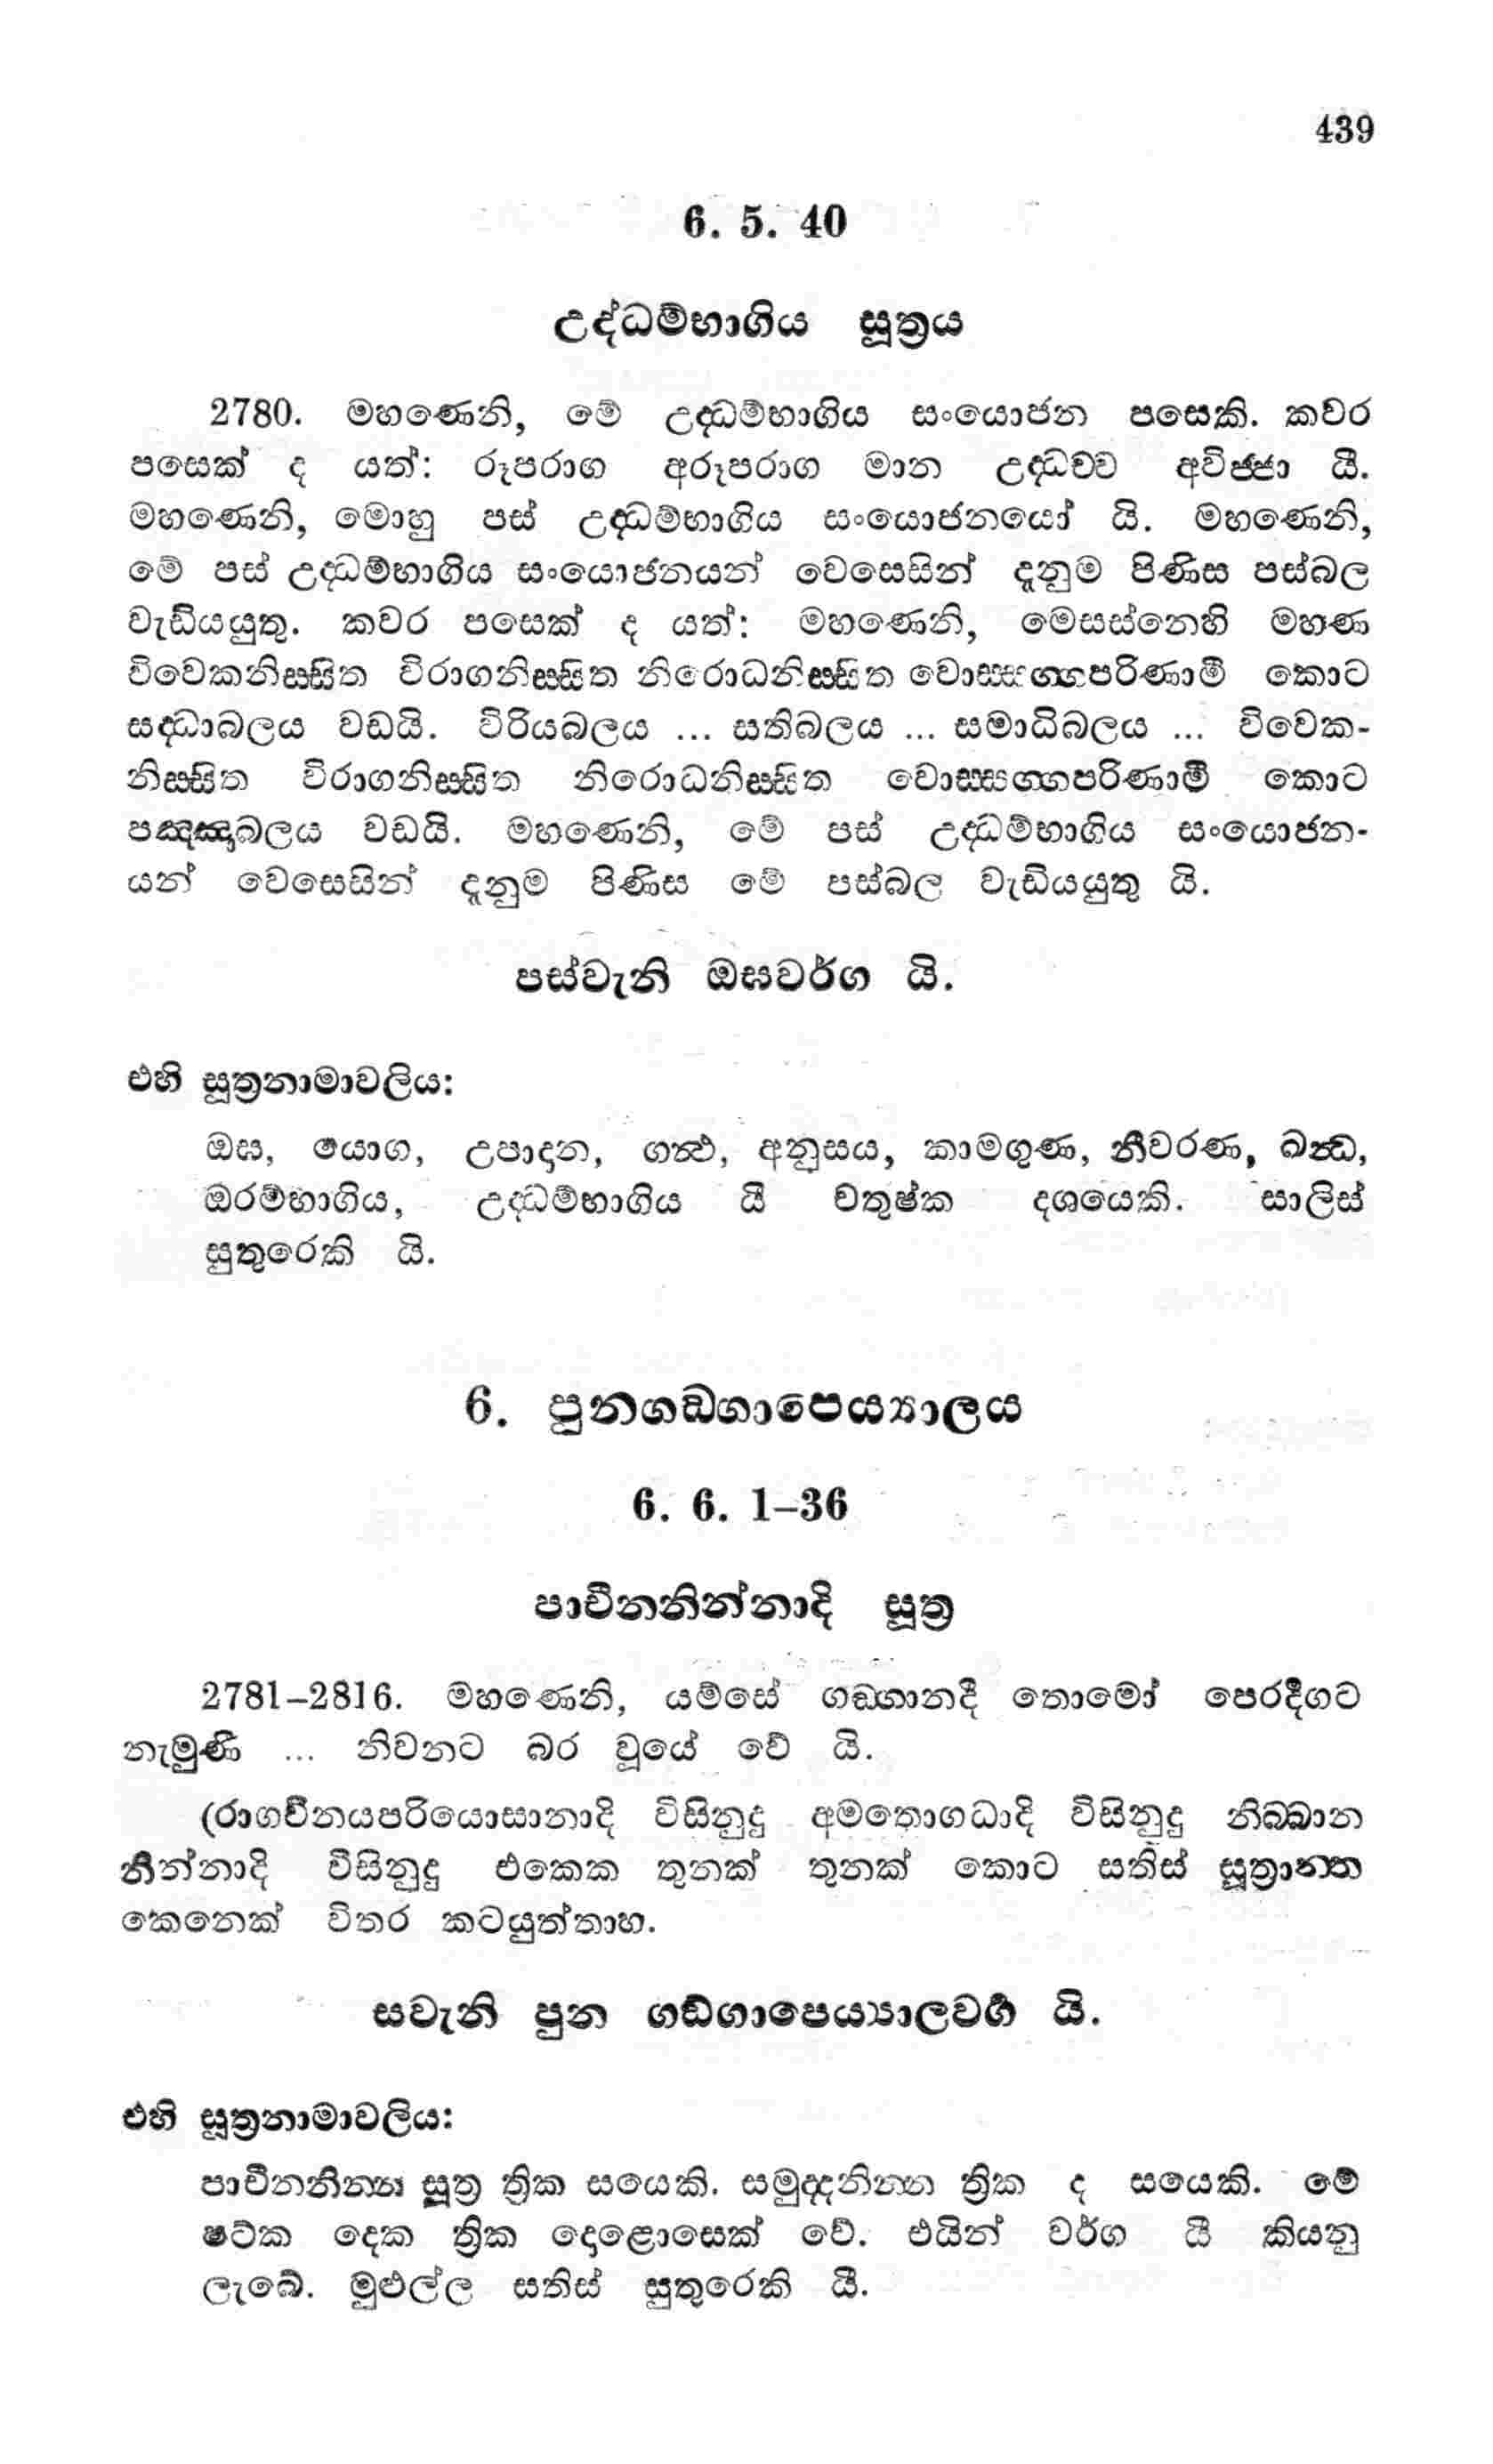 439
6. 5. 40
උද්ධම්භාගිය සූත්‍රය
2780. මහණෙනි, මේ උද්ධම්භාගිය සංයොජන පසෙකි. කවර
පසෙක් ද යත්: රූපරාග අරූපරාග මාන උද්ධච්ච අවිජ්ජා යි.
මහණෙනි, මොහු පස් උද්ධම්භාගිය සංයොජනයෝ යි. මහණෙනි,
මේ පස් උද්ධම්භාගිය සංයොජනයන් වෙසෙසින් දැනුම පිණිස පස්බල
වැඩියයුතු. කවර පසෙක් ද යත්: මහණෙනි, මෙසස්නෙහි මහණ
විවෙකනිස්සිත විරාගනිස්සිත නිරොධනිස්සිත වොස්සග්ගපරිණාමී කොට
සද්ධාබලය වඩයි. විරියබලය ... සතිබලය ... සමාධිබලය ... විවෙක-
නිස්සිත විරාගනිස්සිත නිරොධනිස්සිත වොස්සග්ගපරිණාමී කොට
පඤ්ඤාබලය වඩයි. මහණෙනි, මේ පස් උද්ධම්භාගිය සංයොජන-
යන් වෙසෙසින් දැනුම පිණිස මේ පස්බල වැඩියයුතු යි.
පස්වැනි ඔඝවර්ග යි.
එහි සූත්‍රනාමාවලිය:
ඔඝ, යොග, උපාදාන, ගන්ථ, අනුසය, කාමගුණ, නීවරණ, ඛන්ධ,
ඔරම්භාගිය, උද්ධම්භාගිය යි චතුෂ්ක දශයෙකි. සාලිස්
සුතුරෙකි යි.
6. පුනගඞ්ගාපෙය්‍යාලය
6. 6. 1–36
පාචීනනින්නාදි සූත්‍ර
2781–2816. මහණෙනි, යම්සේ ගඞ්ගානදී තොමෝ පෙරදිගට
නැමුණී ... නිවනට බර වූයේ වේ යි.
(රාගවිනයපරියොසානාදි විසිනුදු අමතොගධාදි විසිනුදු නිබ්බාන
නින්නාදි විසිනුදු එකෙක තුනක් තුනක් කොට සතිස් සූත්‍රාන්ත
කෙනෙක් විතර කටයුත්තාහ.
සවැනි පුන ගඞ්ගාපෙය්‍යාලවර්‍ග යි.
එහි සූත්‍රනාමාවලිය:
පාචීනනින්න සූත්‍ර ත්‍රික සයෙකි. සමුද්දනින්න ත්‍රික ද සයෙකි. මේ
ෂට්ක දෙක ත්‍රික දොළොසෙක් වේ. එයින් වර්ග යි කියනු
ලැබේ. මුළුල්ල සතිස් සුතුරෙකි යි.